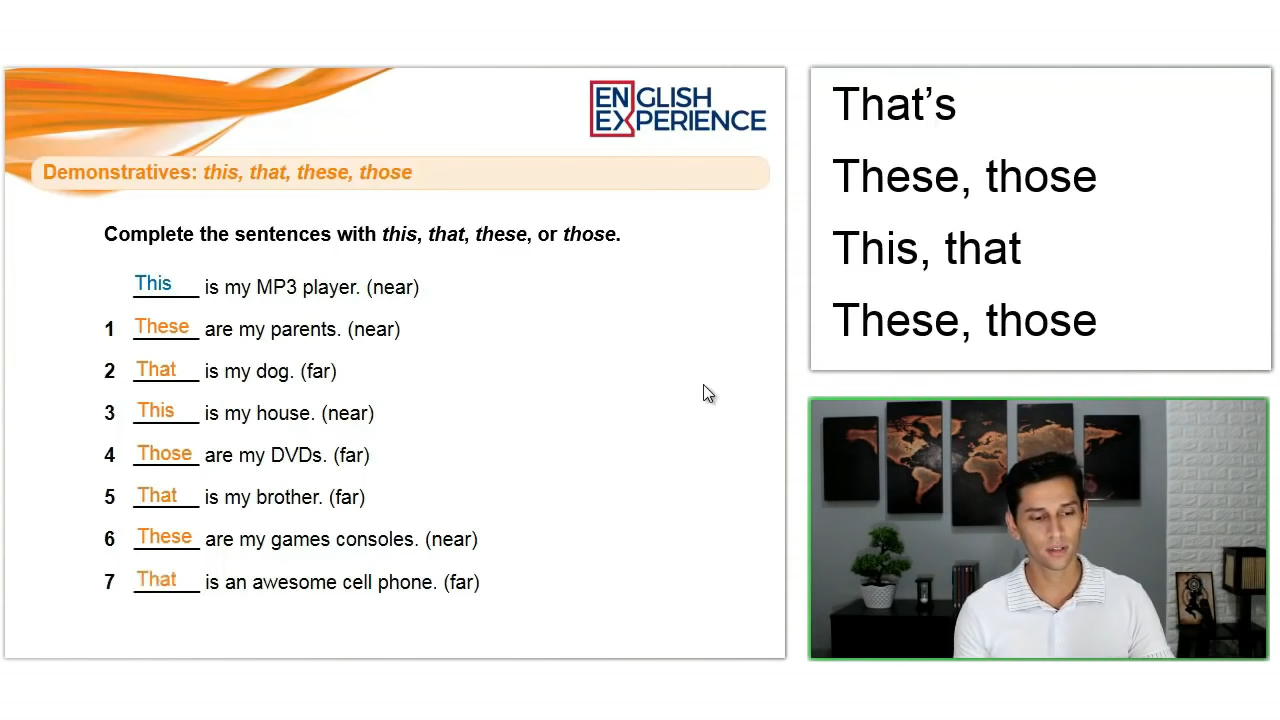 ENGLISH
EXPERIENCE
Demonstratives: this, that, these, those
Complete the sentences with this, that, these, or those.
This is my MP3 player. (near)
1 These are my parents. (near)
2 That is my dog. (far)
3 This is my house. (near)
4 Those are my DVDs. (far)
5 That is my brother. (far)
6 These are my games consoles. (near)
7 That is an awesome cell phone. (far)
That’s
These, those
This, that
These, those